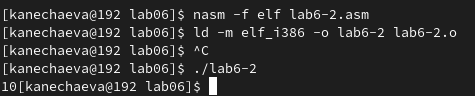 [kanechaeva@192 lab06]$ nasm -f elf lab6-2.asm
[kanechaeva@192 lab06]$ ld -m elf_i386 -o lab6-2 lab6-2.o
[kanechaeva@192 lab06]$ ^C
[kanechaeva@192 lab06]$ ./lab6-2
10[kanechaeva@192 lab06]$